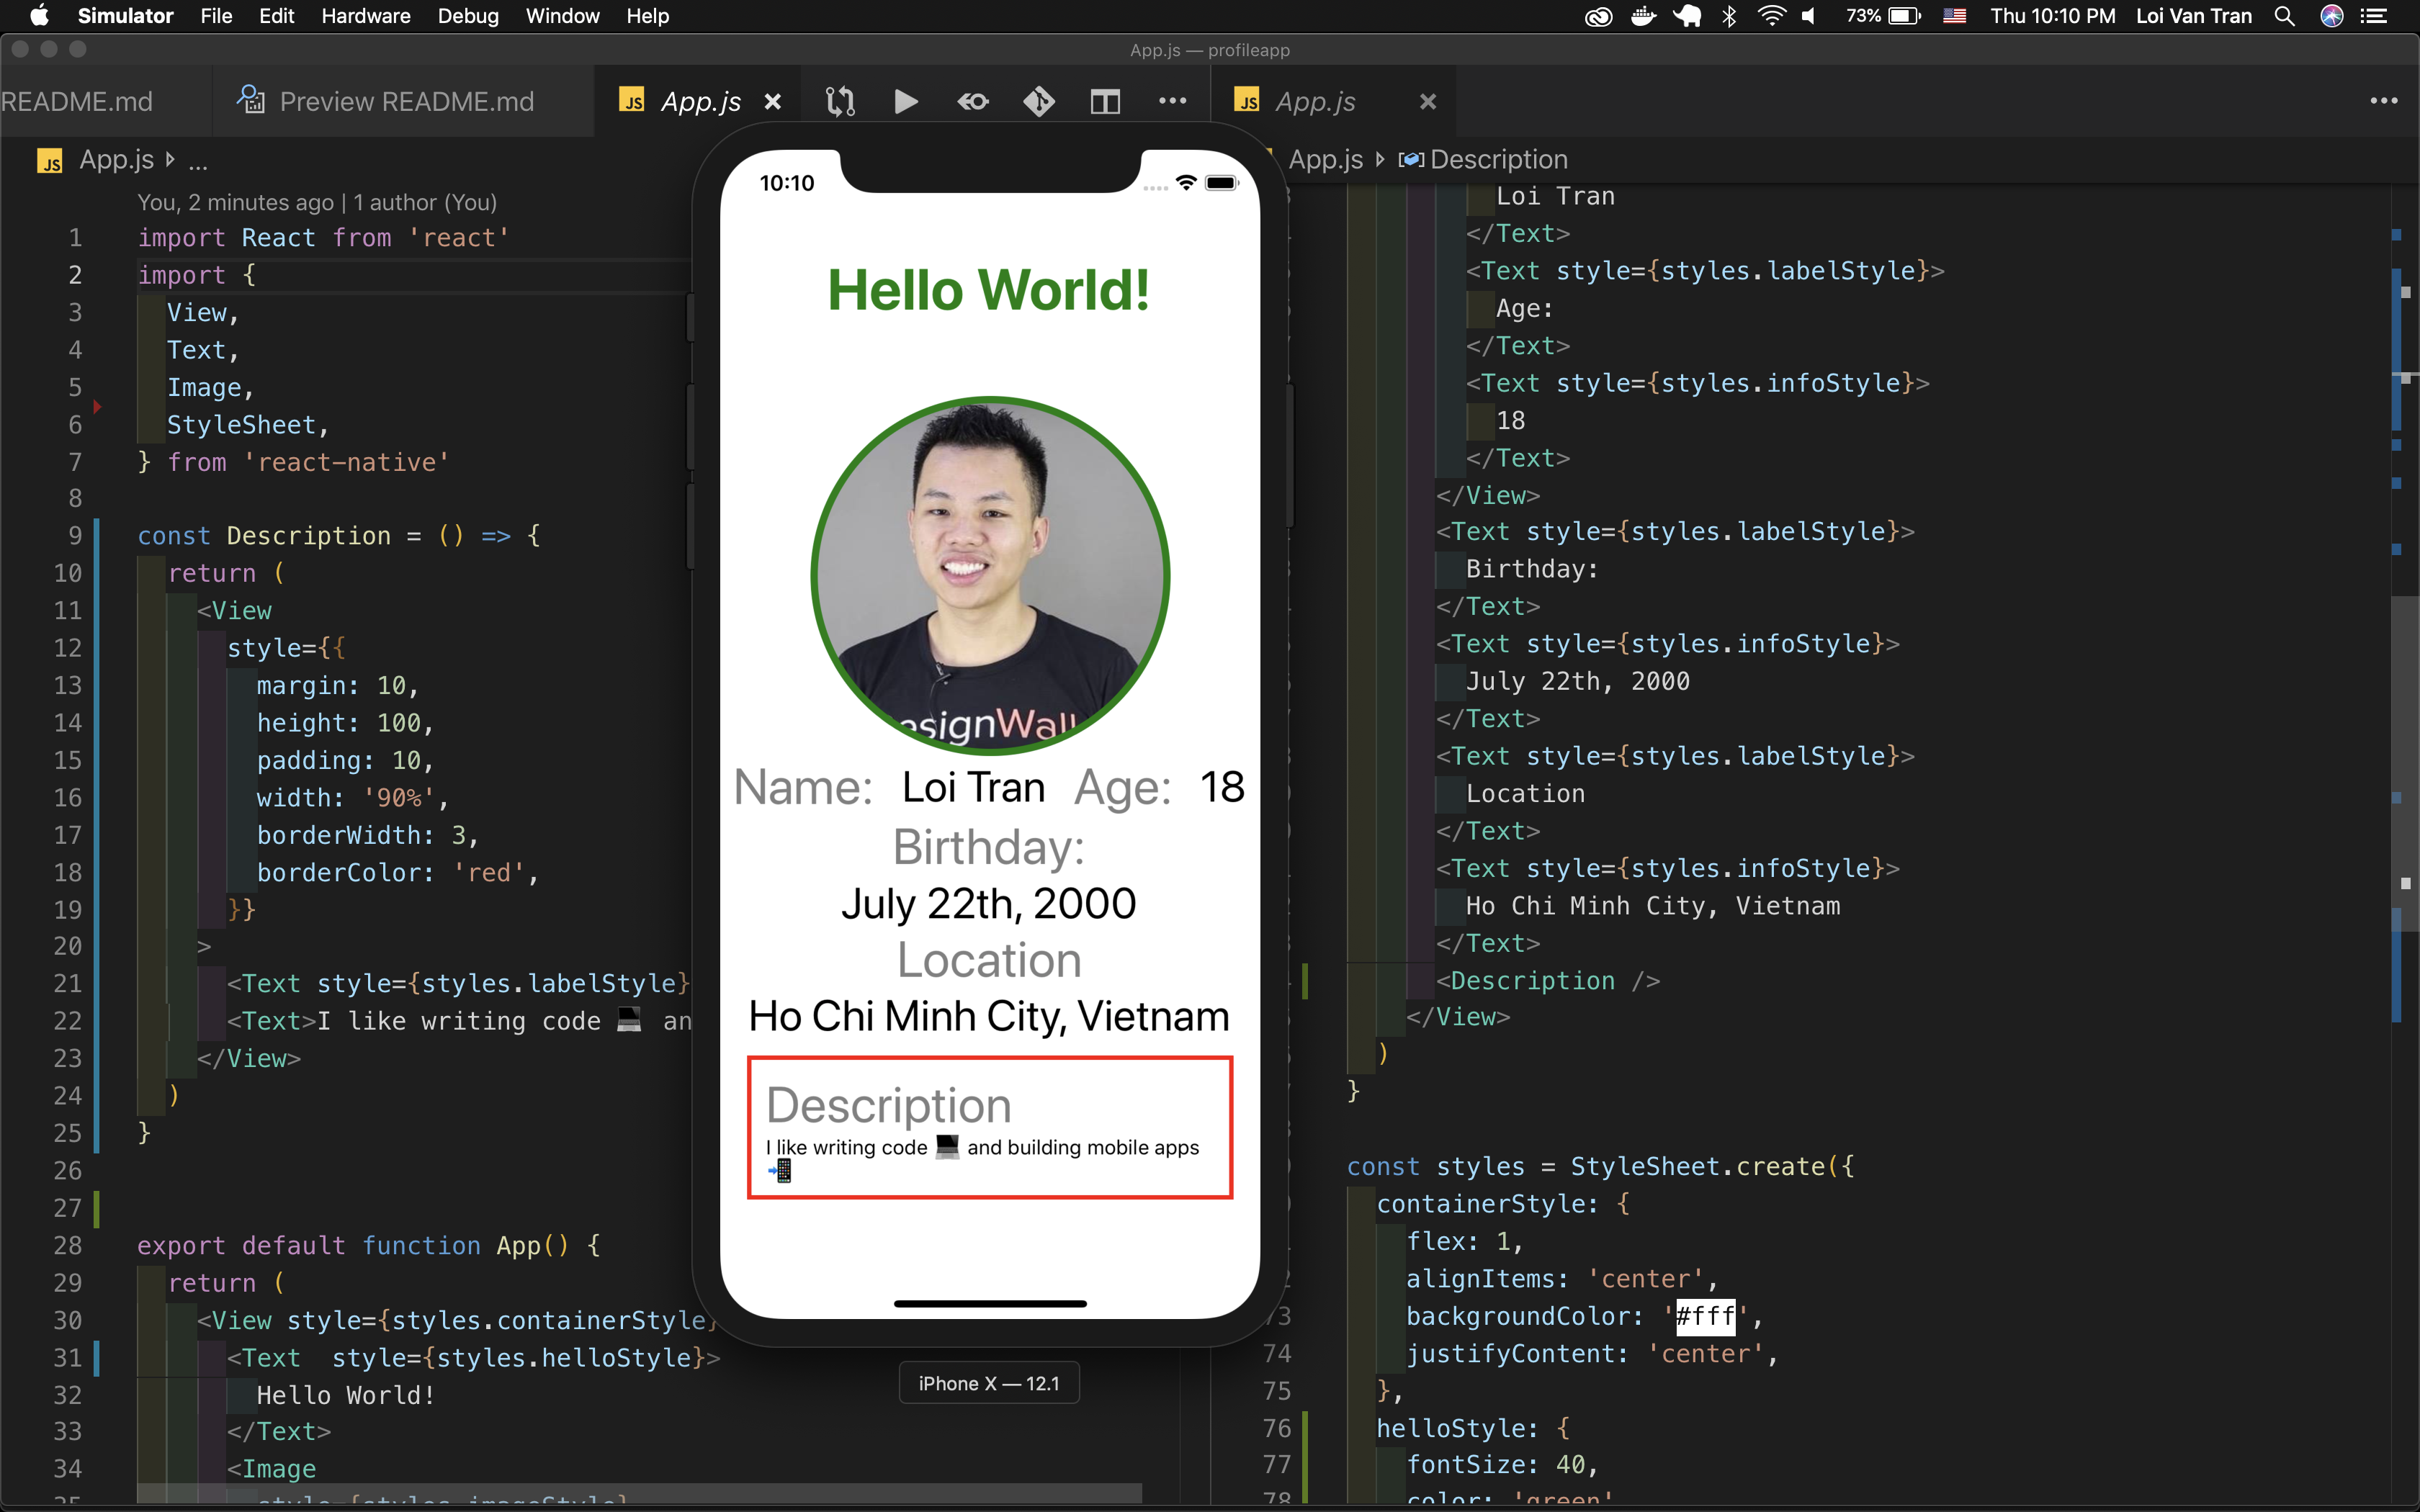 Simulator File Edit Hardware Debug Window Help 73% Thu 10:10 PM Loi Van Tran
App.js — profileapp
README.md Preview README.md JS App.js JS App.js
JS App.js ...
You, 2 minutes ago | 1 author (You)
1 import React from 'react'
2 import {
3 View,
4 Text,
5 Image,
6 StyleSheet,
7 } from 'react-native'
8
9 const Description = () => {
10 return (
11 <View
12 style={{
13 margin: 10,
14 height: 100,
15 padding: 10,
16 width: '90%',
17 borderWidth: 3,
18 borderColor: 'red',
19 }}
20 >
21 <Text style={styles.labelStyle}
22 <Text>I like writing code 💻 an
23 </View>
24 )
25 }
26
27
28 export default function App() {
29 return (
30 <View style={styles.containerStyle}
31 <Text style={styles.helloStyle}>
32 Hello World!
33 </Text>
34 <Image
35 style={styles.imageStyle}
10:10
Hello World!
esignWall
Name: Loi Tran Age: 18
Birthday:
July 22th, 2000
Location
Ho Chi Minh City, Vietnam
Description
I like writing code 💻 and building mobile apps
📲
iPhone X — 12.1
App.js Description
Loi Tran
</Text>
<Text style={styles.labelStyle}>
Age:
</Text>
<Text style={styles.infoStyle}>
18
</Text>
</View>
<Text style={styles.labelStyle}>
Birthday:
</Text>
<Text style={styles.infoStyle}>
July 22th, 2000
</Text>
<Text style={styles.labelStyle}>
Location
</Text>
<Text style={styles.infoStyle}>
Ho Chi Minh City, Vietnam
</Text>
<Description />
</View>
)
}
const styles = StyleSheet.create({
containerStyle: {
flex: 1,
alignItems: 'center',
73 backgroundColor: '#fff',
74 justifyContent: 'center',
75 },
76 helloStyle: {
77 fontSize: 40,
78 color: 'green'